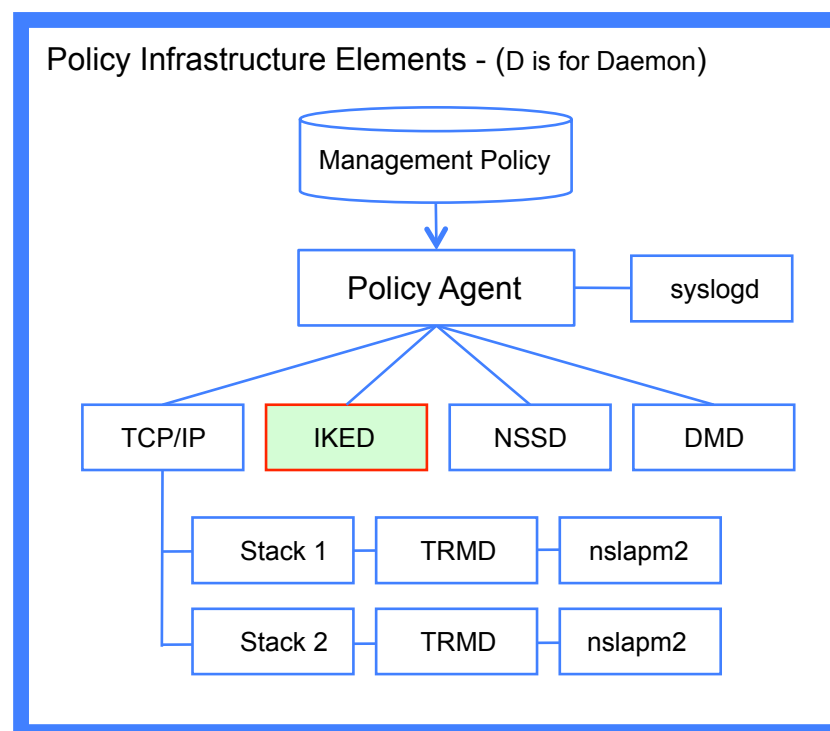 Policy Infrastructure Elements - (D is for Daemon)
Management Policy
Policy Agent
syslogd
TCP/IP
IKED
NSSD
DMD
Stack 1
TRMD
nslapm2
Stack 2
TRMD
nslapm2